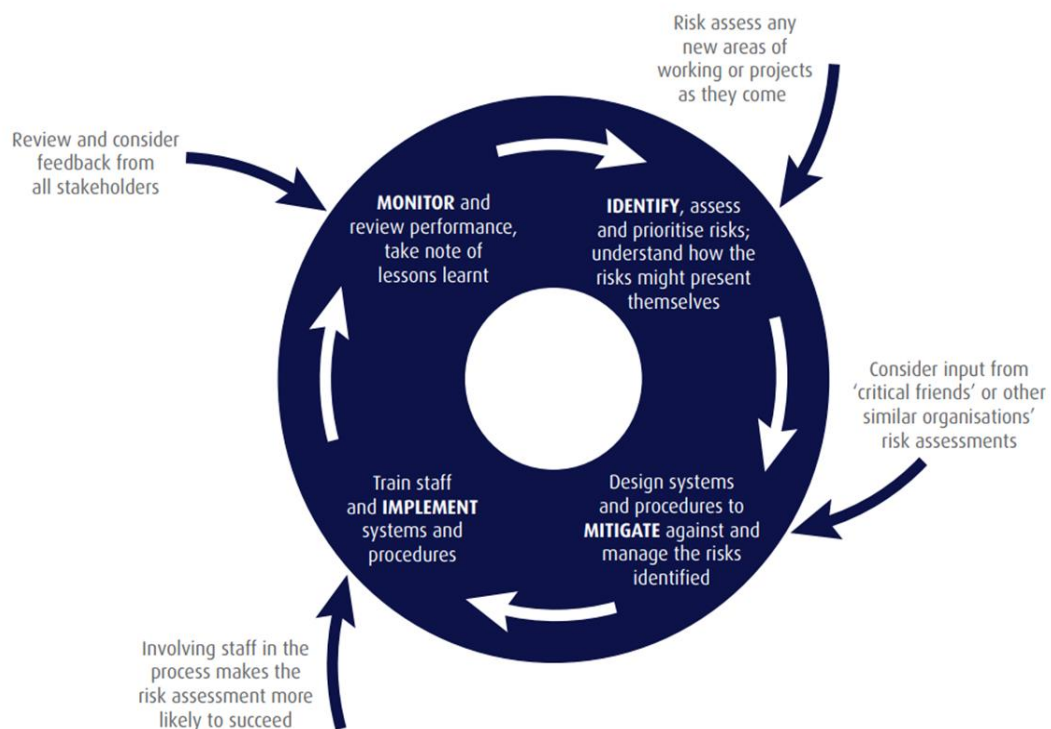 Risk assess any
new areas of
working or projects
as they come
Review and consider
feedback from
all stakeholders
MONITOR and
review performance,
take note of
lessons learnt
IDENTIFY, assess
and prioritise risks;
understand how the
risks might present
themselves
Consider input from
‘critical friends’ or other
similar organisations’
risk assessments
Train staff
and IMPLEMENT
systems and
procedures
Design systems
and procedures to
MITIGATE against and
manage the risks
identified
Involving staff in the
process makes the
risk assessment more
likely to succeed